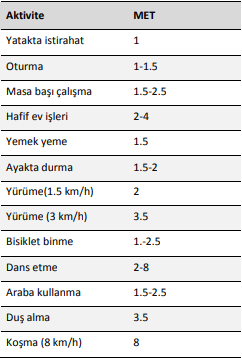 Aktivite MET
Yatakta istirahat 1
Oturma 1-1.5
Masa başı çalışma 1.5-2.5
Hafif ev işleri 2-4
Yemek yeme 1.5
Ayakta durma 1.5-2
Yürüme(1.5 km/h) 2
Yürüme (3 km/h) 3.5
Bisiklet binme 1.-2.5
Dans etme 2-8
Araba kullanma 1.5-2.5
Duş alma 3.5
Koşma (8 km/h) 8